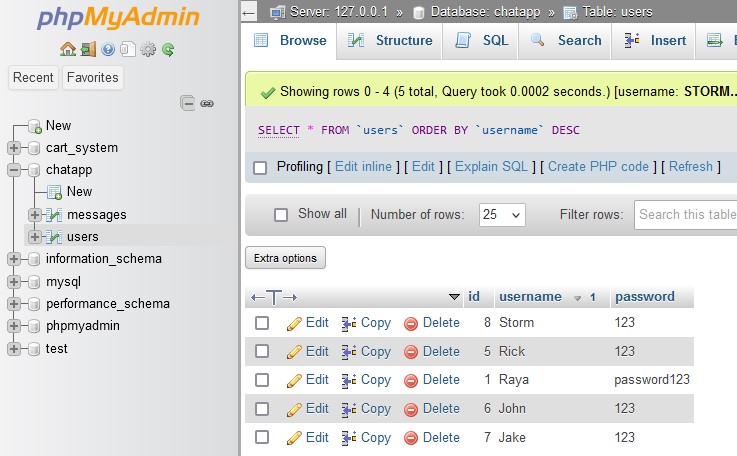 phpMyAdmin
Recent Favorites
New
cart_system
chatapp
New
messages
users
information_schema
mysql
performance_schema
phpmyadmin
test
Server: 127.0.0.1 » Database: chatapp » Table: users
Browse Structure SQL Search Insert
Showing rows 0 - 4 (5 total, Query took 0.0002 seconds.) [username: STORM...
SELECT * FROM `users` ORDER BY `username` DESC
Profiling [ Edit inline ] [ Edit ] [ Explain SQL ] [ Create PHP code ] [ Refresh ]
Show all Number of rows: 25 Filter rows: Search this table
Extra options
id username 1 password
Edit Copy Delete 8 Storm 123
Edit Copy Delete 5 Rick 123
Edit Copy Delete 1 Raya password123
Edit Copy Delete 6 John 123
Edit Copy Delete 7 Jake 123